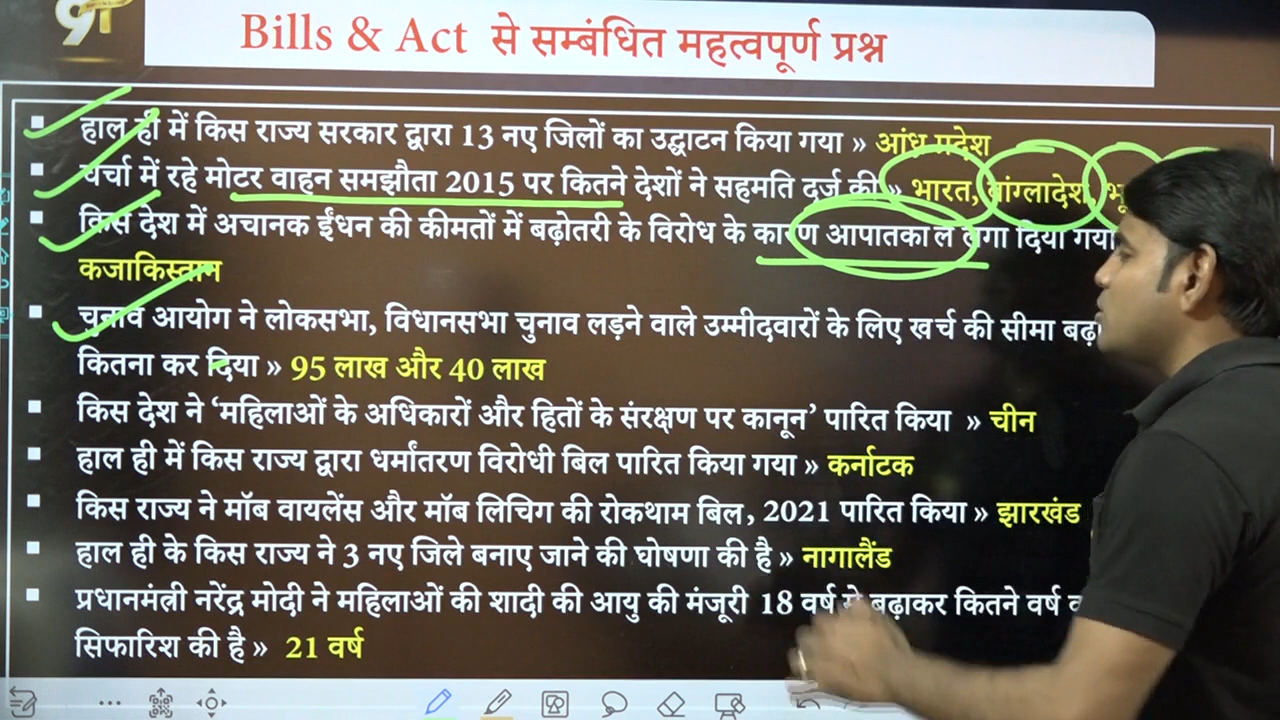 Bills & Act से सम्बंधित महत्वपूर्ण प्रश्न
हाल ही में किस राज्य सरकार द्वारा 13 नए जिलों का उद्घाटन किया गया » आंध्र प्रदेश
चर्चा में रहे मोटर वाहन समझौता 2015 पर कितने देशों ने सहमति दर्ज की » भारत, बांग्लादेश,
किस देश में अचानक ईंधन की कीमतों में बढ़ोतरी के विरोध के कारण आपातकाल लगा दिया गया
कजाकिस्तान
चुनाव आयोग ने लोकसभा, विधानसभा चुनाव लड़ने वाले उम्मीदवारों के लिए खर्च की सीमा
कितना कर दिया » 95 लाख और 40 लाख
किस देश ने ‘महिलाओं के अधिकारों और हितों के संरक्षण पर कानून’ पारित किया » चीन
हाल ही में किस राज्य द्वारा धर्मांतरण विरोधी बिल पारित किया गया » कर्नाटक
किस राज्य ने मॉब वायलेंस और मॉब लिचिग की रोकथाम बिल, 2021 पारित किया » झारखंड
हाल ही के किस राज्य ने 3 नए जिले बनाए जाने की घोषणा की है » नागालैंड
प्रधानमंत्री नरेंद्र मोदी ने महिलाओं की शादी की आयु की मंजूरी 18 वर्ष से बढ़ाकर कितने वर्ष
सिफारिश की है » 21 वर्ष